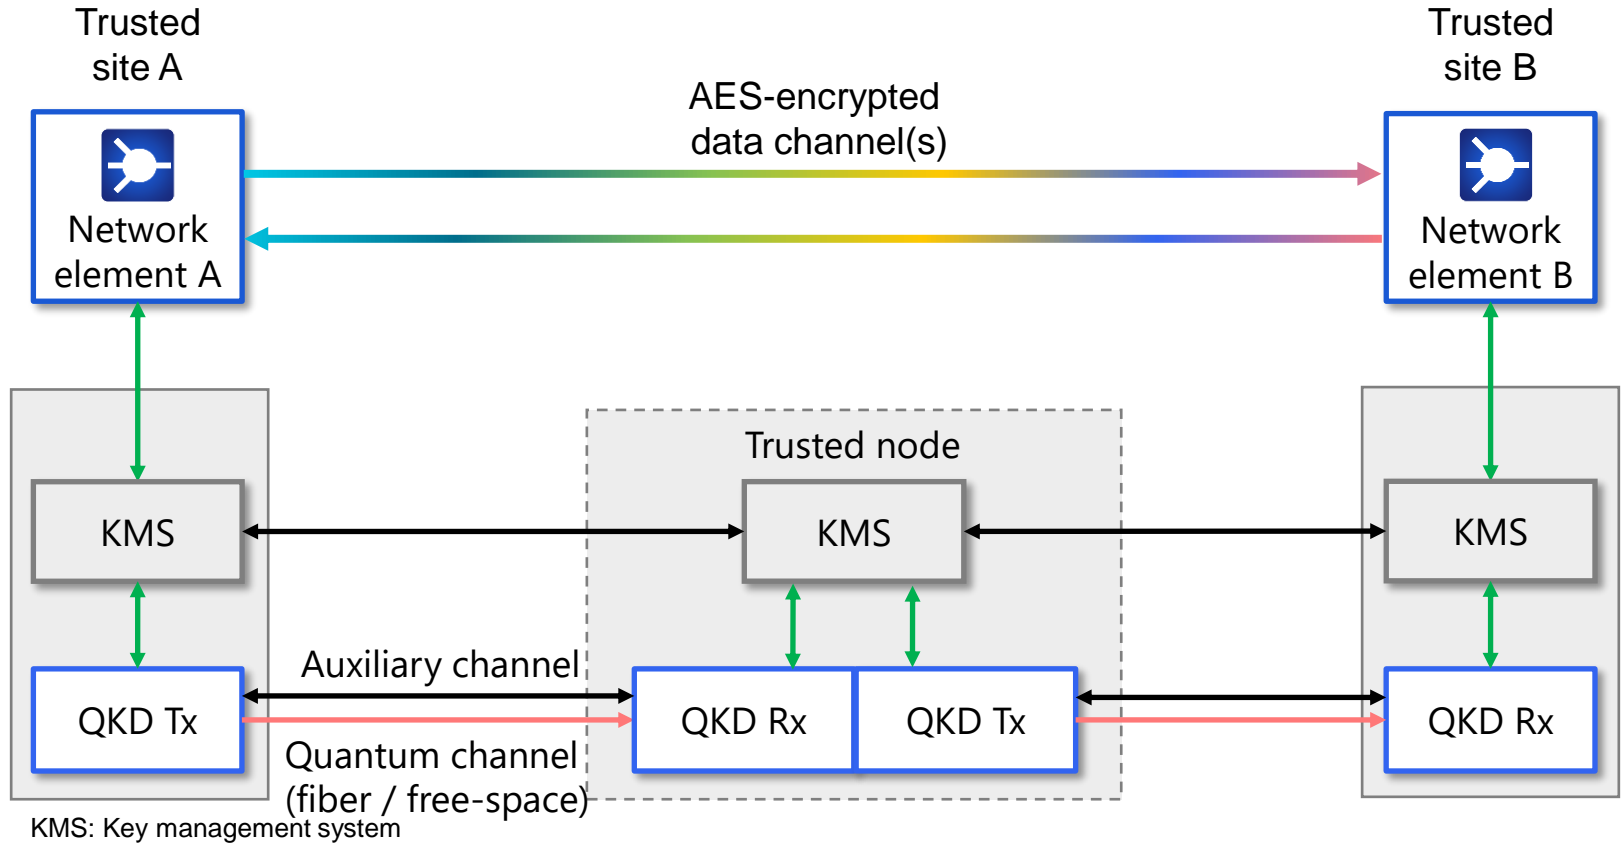 Trusted
site A
Trusted
site B
AES-encrypted
data channel(s)
Network
element A
Network
element B
Trusted node
KMS
KMS
KMS
Auxiliary channel
QKD Tx
QKD Rx
QKD Tx
QKD Rx
Quantum channel
(fiber / free-space)
KMS: Key management system